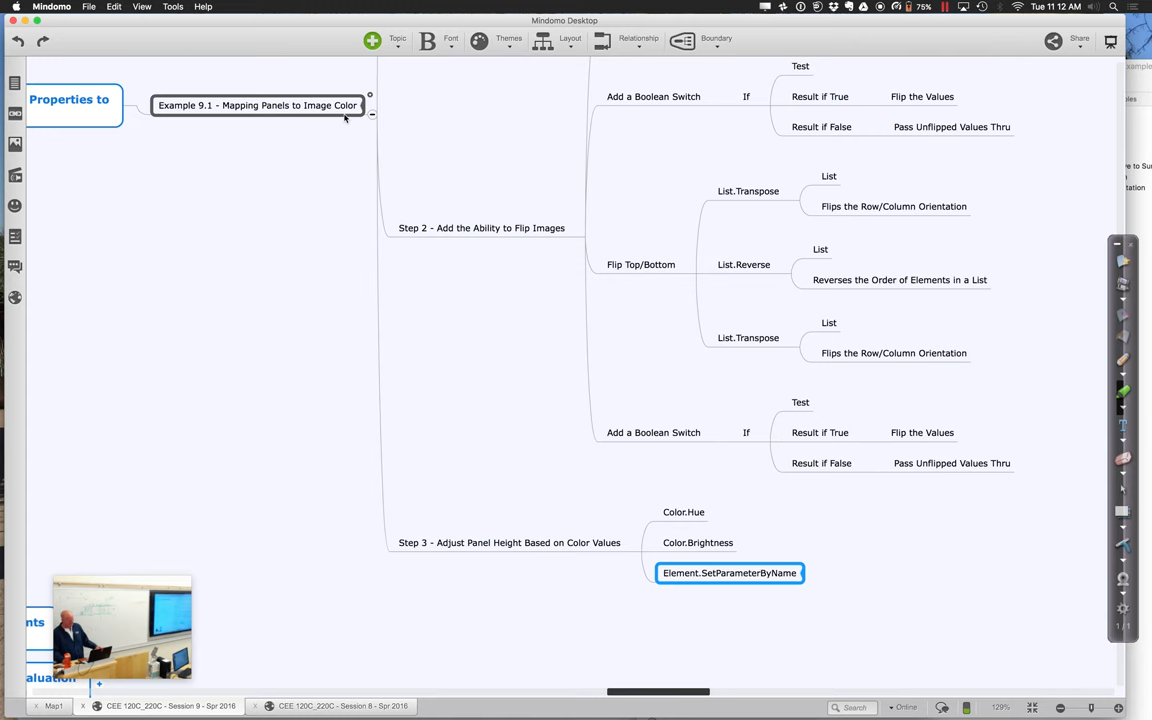 Mindomo File Edit View Tools Help
75% Tue 11 12 AM
Mindomo Desktop
Topic Font Themes Layout Relationship Boundary Share
Properties to
Example 9.1 - Mapping Panels to Image Color
Test
Add a Boolean Switch If Result if True Flip the Values
Result if False Pass Unflipped Values Thru
List
List.Transpose
Flips the Row/Column Orientation
Step 2 - Add the Ability to Flip Images
List
Flip Top/Bottom List.Reverse
Reverses the Order of Elements in a List
List
List.Transpose
Flips the Row/Column Orientation
Test
Add a Boolean Switch If Result if True Flip the Values
Result if False Pass Unflipped Values Thru
Color.Hue
Step 3 - Adjust Panel Height Based on Color Values Color.Brightness
Element.SetParameterByName
nts
aluation
1/1
x Map1 x CEE 120C_220C - Session 9 - Spr 2016 x CEE 120C_220C - Session 8 - Spr 2016
Search Online 129%